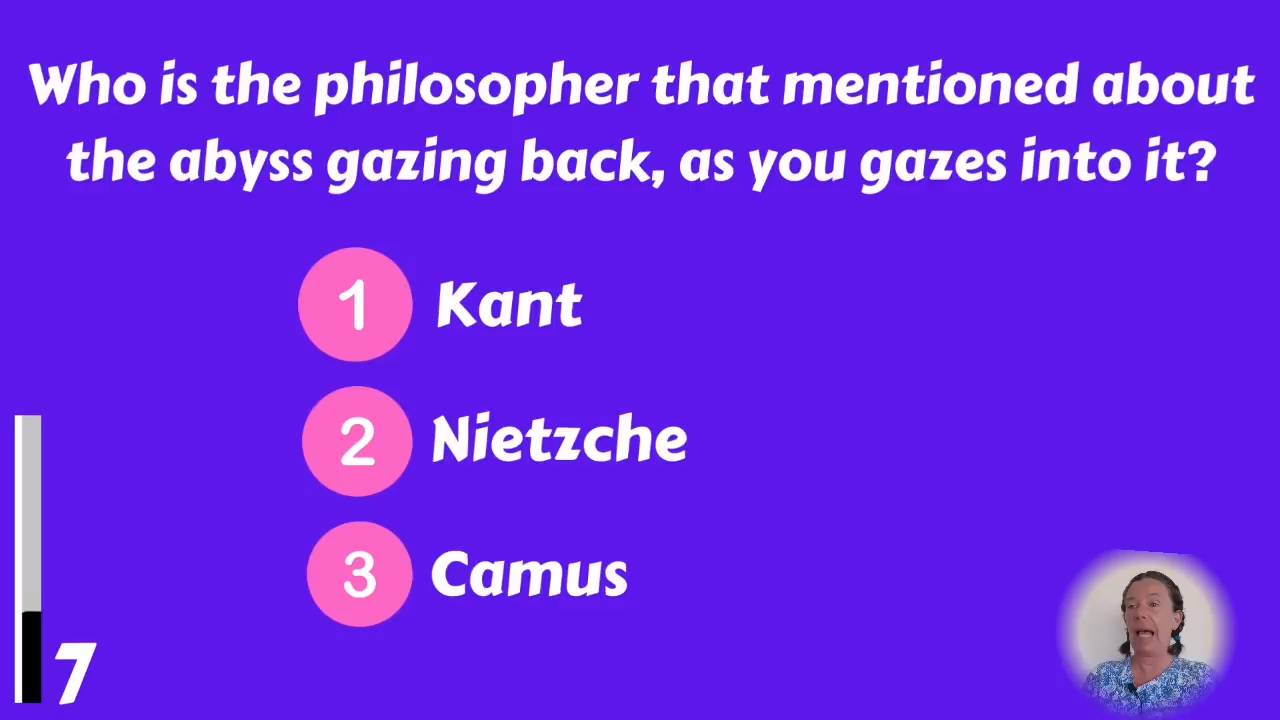 Who is the philosopher that mentioned about
the abyss gazing back, as you gazes into it?
1 Kant
2 Nietzche
3 Camus
7